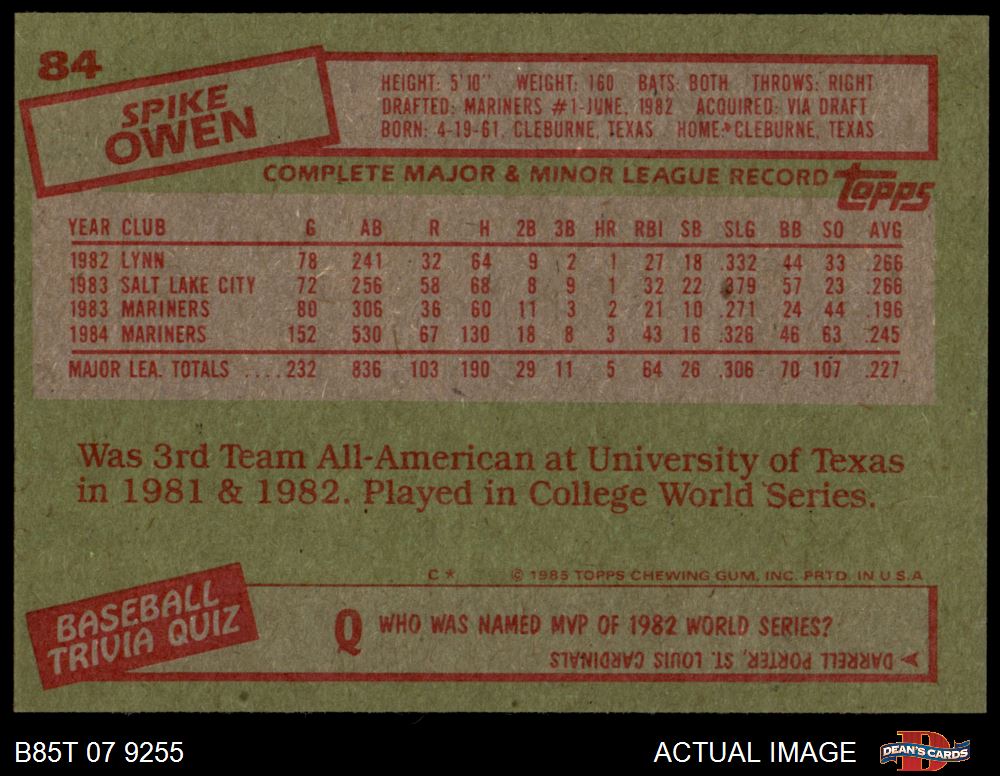 84
SPIKE
OWEN
HEIGHT: 5'10" WEIGHT: 160 BATS: BOTH THROWS: RIGHT
DRAFTED: MARINERS #1-JUNE, 1982 ACQUIRED: VIA DRAFT
BORN: 4-19-61, CLEBURNE, TEXAS HOME: CLEBURNE, TEXAS
COMPLETE MAJOR & MINOR LEAGUE RECORD
Topps
YEAR CLUB G AB R H 2B 3B HR RBI SB SLG BB SO AVG
1982 LYNN 78 241 32 64 9 2 1 27 18 .332 44 33 .266
1983 SALT LAKE CITY 72 256 58 68 8 9 1 32 22 .379 57 23 .266
1983 MARINERS 80 306 36 60 11 3 2 21 10 .271 24 44 .196
1984 MARINERS 152 530 67 130 18 8 3 43 16 .326 46 63 .245
MAJOR LEA. TOTALS ....232 836 103 190 29 11 5 64 26 .306 70 107 .227
Was 3rd Team All-American at University of Texas
in 1981 & 1982. Played in College World Series.
C* © 1985 TOPPS CHEWING GUM, INC. PRTD. IN U.S.A.
BASEBALL
TRIVIA QUIZ
Q WHO WAS NAMED MVP OF 1982 WORLD SERIES?
DARRELL PORTER, ST. LOUIS CARDINALS
B85T 07 9255
ACTUAL IMAGE
D
DEAN'S CARDS